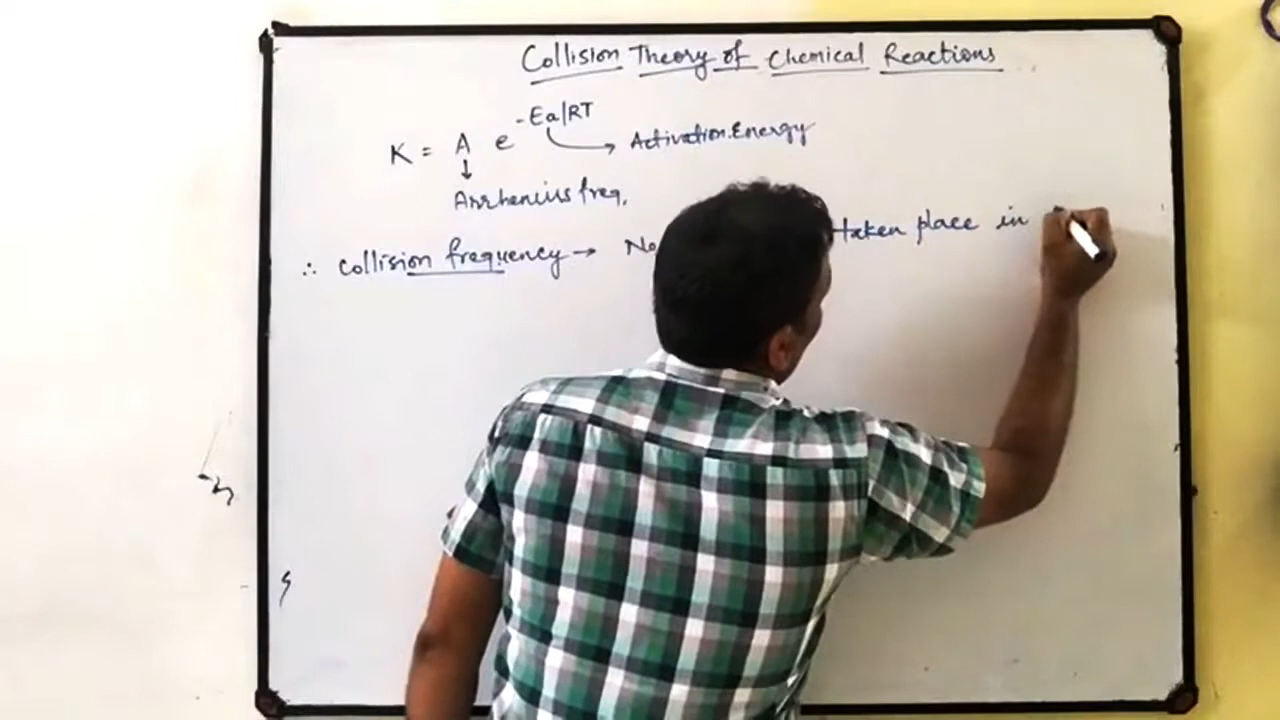 Collision Theory of Chemical Reactions
K = A e -Ea/RT → Activation Energy
↓
Arrhenius freq.
∴ Collision frequency → No taken place in